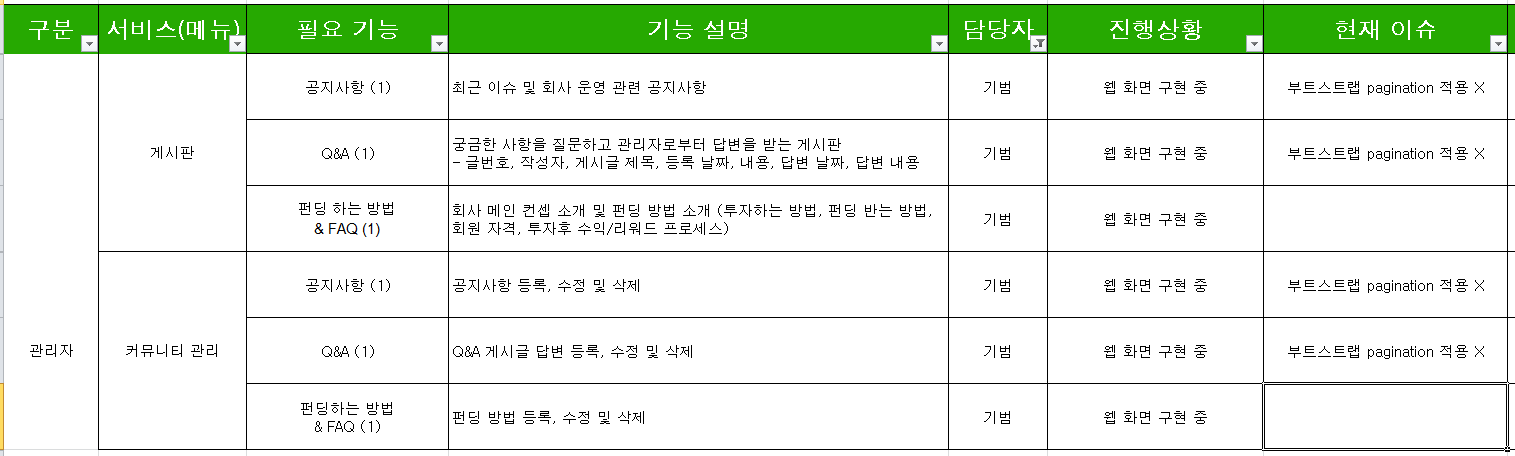 구분 서비스(메뉴) 필요 기능 기능 설명 담당자 진행상황 현재 이슈
공지사항 (1) 최근 이슈 및 회사 운영 관련 공지사항 기범 웹 화면 구현 중 부트스트랩 pagination 적용 X
게시판
Q&A (1)
궁금한 사항을 질문하고 관리자로부터 답변을 받는 게시판
- 글번호, 작성자, 게시글 제목, 등록 날짜, 내용, 답변 날짜, 답변 내용
기범 웹 화면 구현 중 부트스트랩 pagination 적용 X
펀딩 하는 방법
& FAQ (1)
회사 메인 컨셉 소개 및 펀딩 방법 소개 (투자하는 방법, 펀딩 받는 방법,
회원 자격, 투자후 수익/리워드 프로세스)
기범 웹 화면 구현 중
공지사항 (1) 공지사항 등록, 수정 및 삭제 기범 웹 화면 구현 중 부트스트랩 pagination 적용 X
관리자 커뮤니티 관리 Q&A (1) Q&A 게시글 답변 등록, 수정 및 삭제 기범 웹 화면 구현 중 부트스트랩 pagination 적용 X
펀딩하는 방법
& FAQ (1)
펀딩 방법 등록, 수정 및 삭제 기범 웹 화면 구현 중